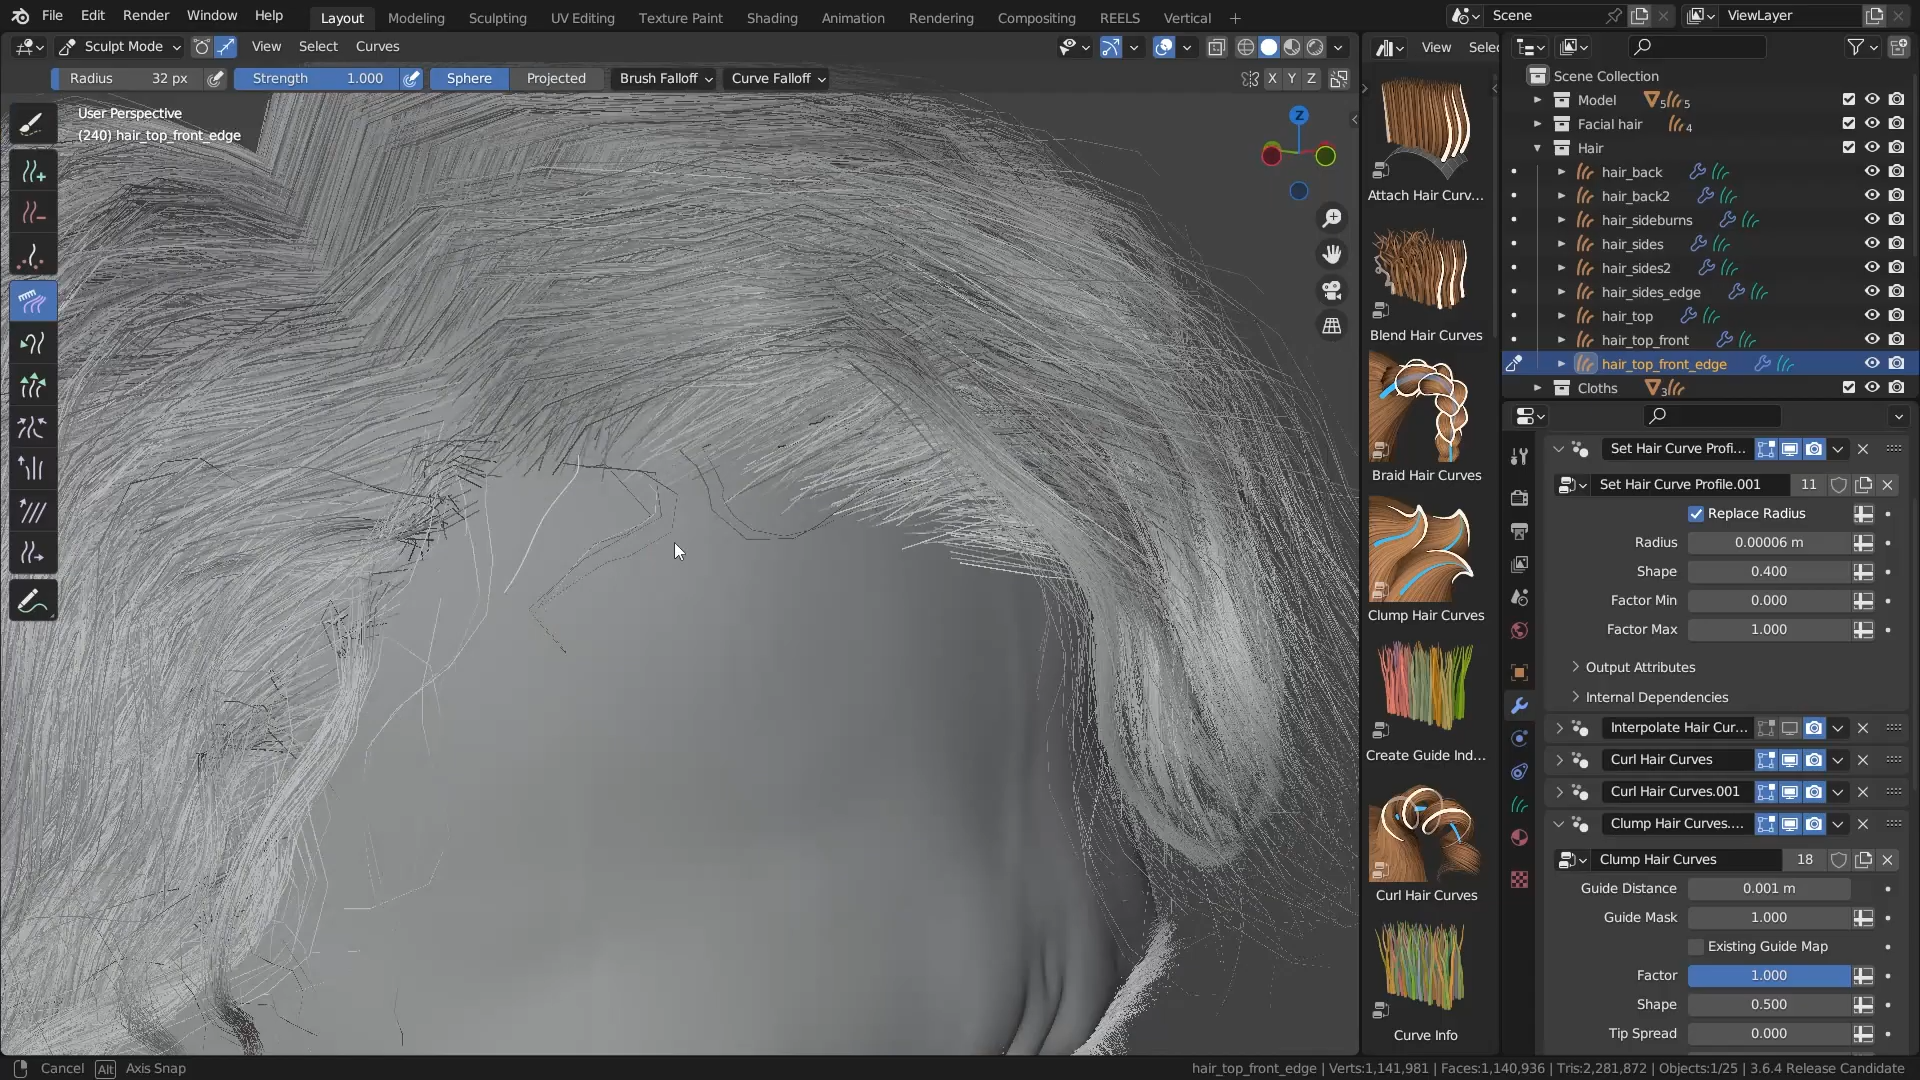 File Edit Render Window Help
Layout Modeling Sculpting UV Editing Texture Paint Shading Animation Rendering Compositing REELS Vertical +
Scene
ViewLayer
Sculpt Mode View Select Curves
View Selec
Radius 32 px
Strength 1.000
Sphere Projected
Brush Falloff
Curve Falloff
X Y Z
User Perspective
(240) hair_top_front_edge
Z
Attach Hair Curv...
Blend Hair Curves
Braid Hair Curves
Clump Hair Curves
Create Guide Ind...
Curl Hair Curves
Curve Info
Scene Collection
Model 5 5
Facial hair 4
Hair
hair_back
hair_back2
hair_sideburns
hair_sides
hair_sides2
hair_sides_edge
hair_top
hair_top_front
hair_top_front_edge
Cloths 3
Set Hair Curve Profi...
Set Hair Curve Profile.001 11
Replace Radius
Radius 0.00006 m
Shape 0.400
Factor Min 0.000
Factor Max 1.000
Output Attributes
Internal Dependencies
Interpolate Hair Cur...
Curl Hair Curves
Curl Hair Curves.001
Clump Hair Curves....
Clump Hair Curves 18
Guide Distance 0.001 m
Guide Mask 1.000
Existing Guide Map
Factor 1.000
Shape 0.500
Tip Spread 0.000
Cancel Alt Axis Snap
hair_top_front_edge | Verts:1,141,981 | Faces:1,140,936 | Tris:2,281,872 | Objects:1/25 | 3.6.4 Release Candidate